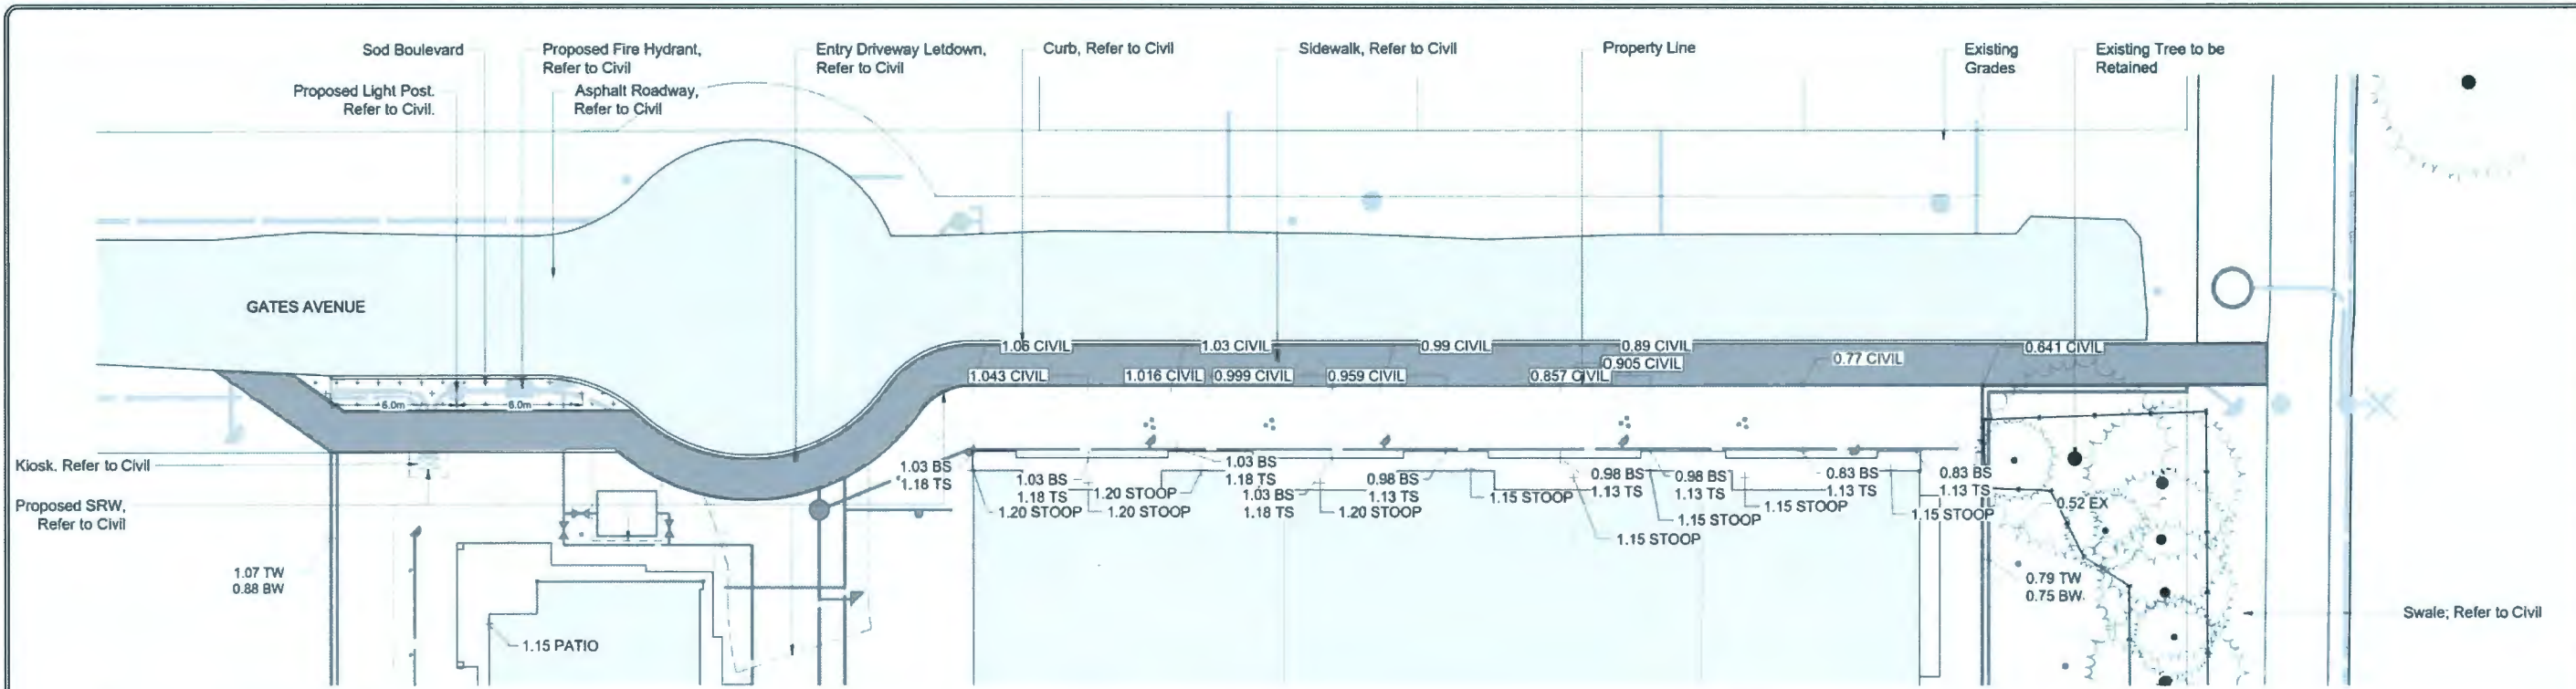 Sod Boulevard
Proposed Fire Hydrant,
Refer to Civil
Entry Driveway Letdown,
Refer to Civil
Curb, Refer to Civil
Sidewalk, Refer to Civil
Property Line
Existing
Grades
Existing Tree to be
Retained
Proposed Light Post.
Refer to Civil.
Asphalt Roadway,
Refer to Civil
GATES AVENUE
1.06 CIVIL
1.03 CIVIL
0.99 CIVIL
0.89 CIVIL
0.641 CIVIL
0.905 CIVIL
0.77 CIVIL
1.043 CIVIL
1.016 CIVIL
0.999 CIVIL
0.959 CIVIL
0.857 CIVIL
6.0m
6.0m
Kiosk. Refer to Civil
Proposed SRW,
Refer to Civil
1.03 BS
1.18 TS
1.03 BS
1.18 TS
1.20 STOOP
1.20 STOOP
1.20 STOOP
1.03 BS
1.18 TS
1.03 BS
1.18 TS
1.20 STOOP
0.98 BS
1.13 TS
1.15 STOOP
0.98 BS
1.13 TS
1.15 STOOP
0.98 BS
1.13 TS
1.15 STOOP
1.15 STOOP
0.83 BS
1.13 TS
1.15 STOOP
0.83 BS
1.13 TS
0.52 EX
1.07 TW
0.88 BW
0.79 TW
0.75 BW
1.15 PATIO
Swale; Refer to Civil